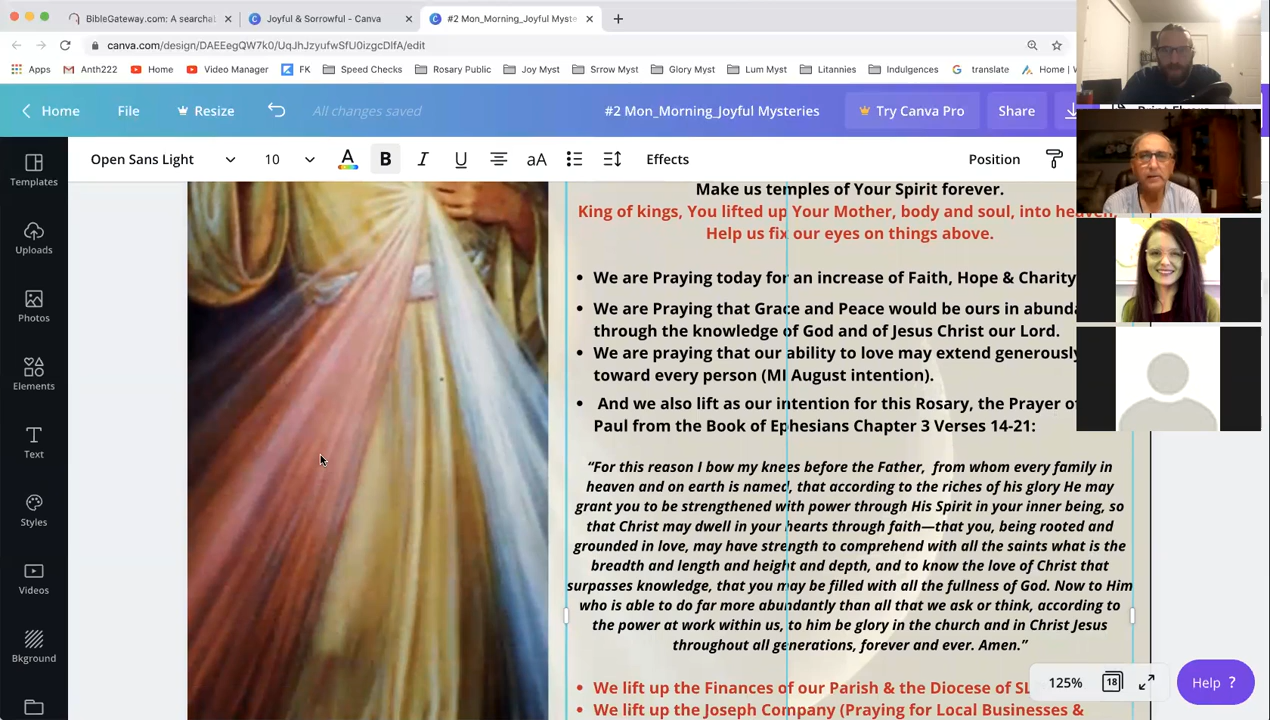 BibleGateway.com: A searchab
Joyful & Sorrowful - Canva
#2 Mon_Morning_Joyful Myste
canva.com/design/DAEEegQW7k0/UqJhJzyufwSfU0izgcDlfA/edit
Apps
Anth222
Home
Video Manager
FK
Speed Checks
Rosary Public
Joy Myst
Srrow Myst
Glory Myst
Lum Myst
Litannies
Indulgences
translate
Home | W
Home
File
Resize
All changes saved
#2 Mon_Morning_Joyful Mysteries
Try Canva Pro
Share
Open Sans Light
10
A
B
I
U
aA
Effects
Position
Templates
Uploads
Photos
Elements
Text
Styles
Videos
Bkground
Make us temples of Your Spirit forever.
King of kings, You lifted up Your Mother, body and soul, into heaven,
Help us fix our eyes on things above.
• We are Praying today for an increase of Faith, Hope & Charity
• We are Praying that Grace and Peace would be ours in abunda
through the knowledge of God and of Jesus Christ our Lord.
• We are praying that our ability to love may extend generously
toward every person (MI August intention).
• And we also lift as our intention for this Rosary, the Prayer of
Paul from the Book of Ephesians Chapter 3 Verses 14-21:
“For this reason I bow my knees before the Father, from whom every family in
heaven and on earth is named, that according to the riches of his glory He may
grant you to be strengthened with power through His Spirit in your inner being, so
that Christ may dwell in your hearts through faith—that you, being rooted and
grounded in love, may have strength to comprehend with all the saints what is the
breadth and length and height and depth, and to know the love of Christ that
surpasses knowledge, that you may be filled with all the fullness of God. Now to Him
who is able to do far more abundantly than all that we ask or think, according to
the power at work within us, to him be glory in the church and in Christ Jesus
throughout all generations, forever and ever. Amen.”
• We lift up the Finances of our Parish & the Diocese of SL
• We lift up the Joseph Company (Praying for Local Businesses &
125%
18
Help ?